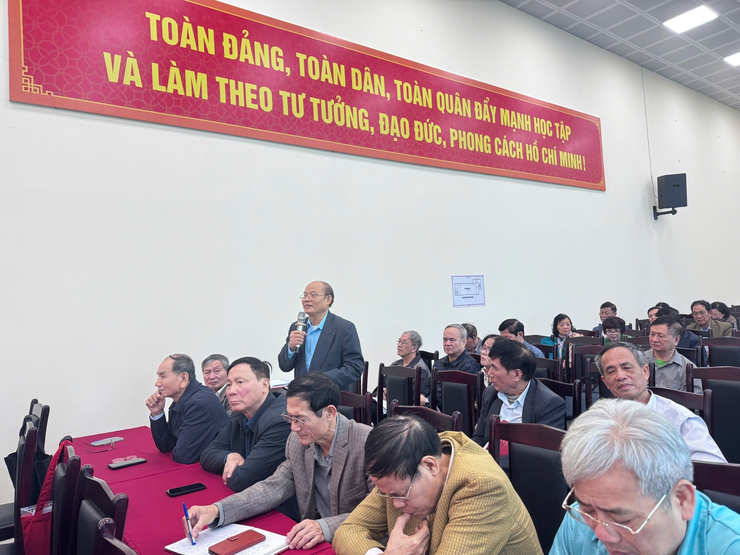 TOÀN ĐẢNG, TOÀN DÂN, TOÀN QUÂN ĐẨY MẠNH HỌC TẬP
VÀ LÀM THEO TƯ TƯỞNG, ĐẠO ĐỨC, PHONG CÁCH HỒ CHÍ MINH!